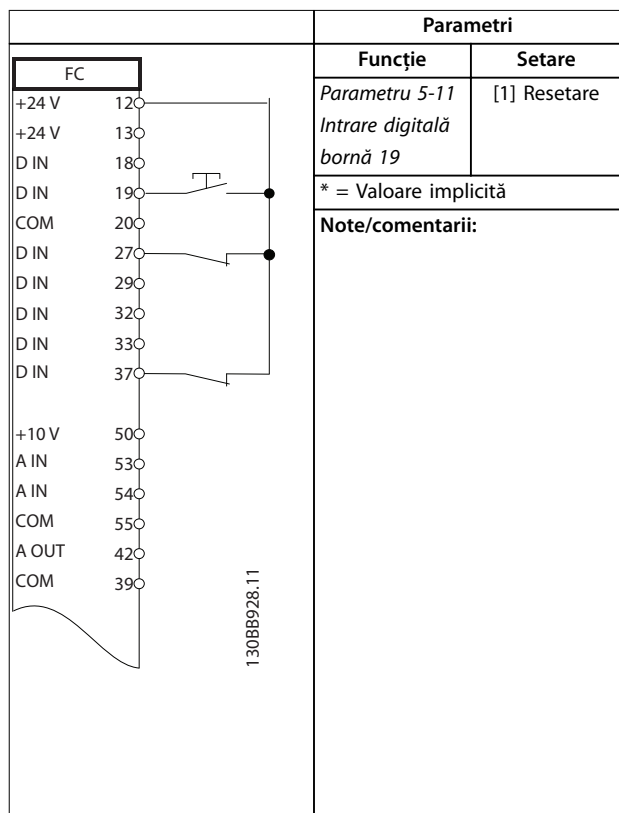 FC
+24 V 12
+24 V 13
D IN 18
D IN 19
COM 20
D IN 27
D IN 29
D IN 32
D IN 33
D IN 37
+10 V 50
A IN 53
A IN 54
COM 55
A OUT 42
COM 39
130BB928.11
Parametri
Funcție Setare
Parametru 5-11 [1] Resetare
Intrare digitală
bornă 19
* = Valoare implicită
Note/comentarii: